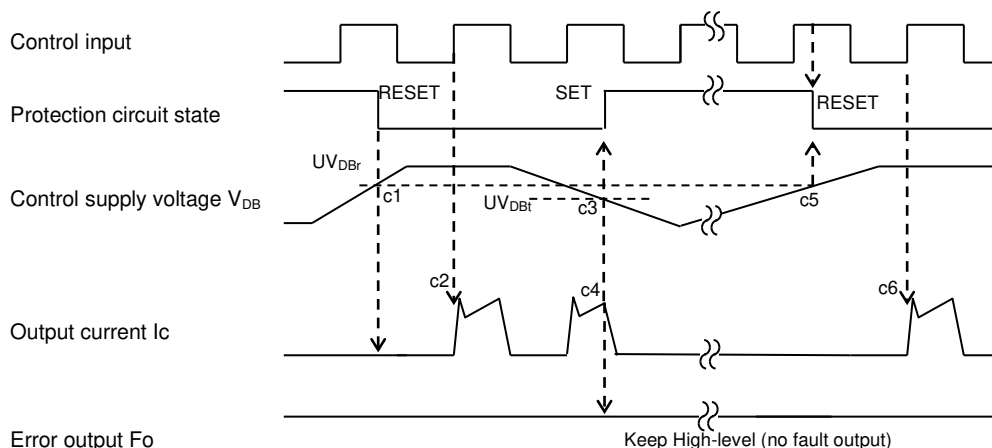 Control input
RESET
SET
RESET
Protection circuit state
UVDBr
c1
Control supply voltage VDB
UVDBt
c3
c5
c2
c4
c6
Output current Ic
Error output Fo
Keep High-level (no fault output)